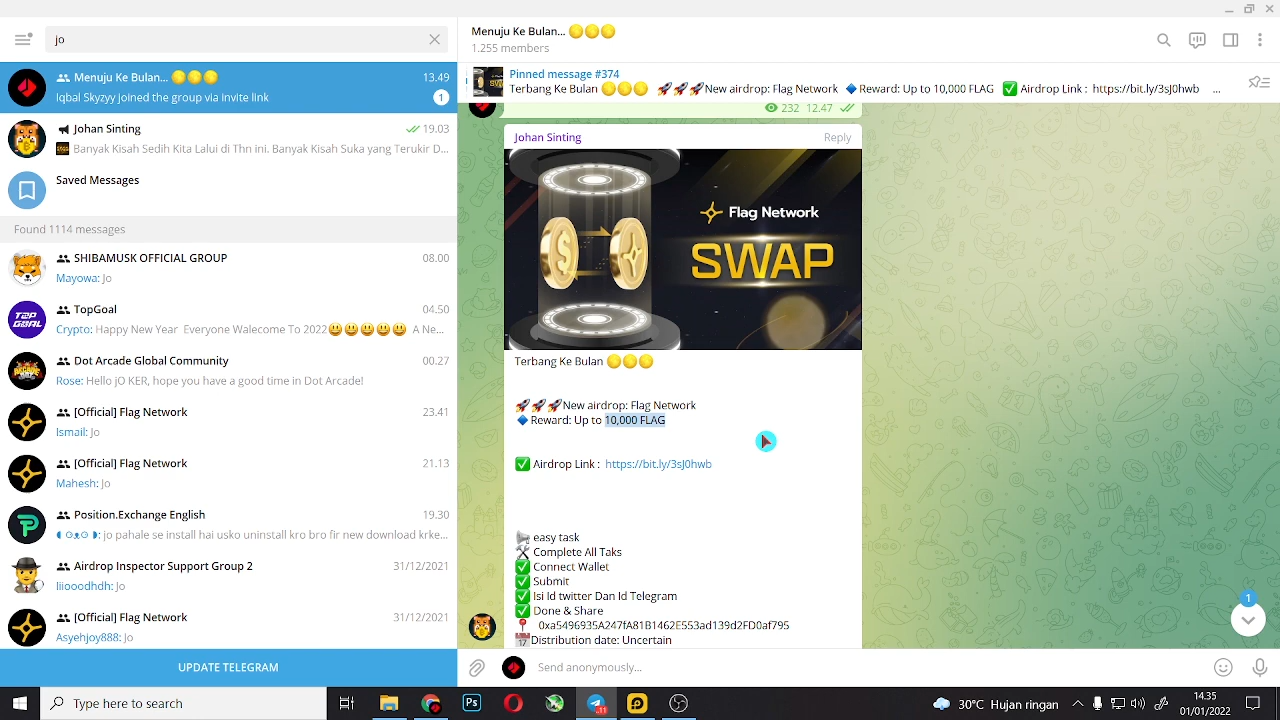 jo
Menuju Ke Bulan...
13.49
Iqbal Skyzyy joined the group via invite link
1
Johan Sinting
19.03
Banyak Kisah Sedih Kita Lalui di Thn ini. Banyak Kisah Suka yang Terukir D...
Saved Messages
Found 1114 messages
SHIBAMUSK OFFICIAL GROUP
08.00
Mayowa: Jo
TopGoal
04.50
Crypto: Happy New Year Everyone Walecome To 2022😃😃😃😃😃 A Ne...
Dot Arcade Global Community
00.27
Rose: Hello jO KER, hope you have a good time in Dot Arcade!
[Official] Flag Network
23.41
Ismail: Jo
[Official] Flag Network
21.13
Mahesh: Jo
Position.Exchange English
19.30
jo pahale se install hai usko uninstall kro bro fir new download krke...
Airdrop Inspector Support Group 2
31/12/2021
liiooodhdh: Jo
[Official] Flag Network
31/12/2021
Asyehjoy888: Jo
UPDATE TELEGRAM
Menuju Ke Bulan...
1.255 members
Pinned message #374
Terbang Ke Bulan 🚀🚀🚀New airdrop: Flag Network 🔷Reward: Up to 10,000 FLAG ✅ Airdrop Link : https://bit.ly/3sJ0hwb ...
232 12.47
Johan Sinting
Reply
Flag Network
SWAP
Terbang Ke Bulan
🚀🚀🚀New airdrop: Flag Network
🔷Reward: Up to 10,000 FLAG
✅ Airdrop Link : https://bit.ly/3sJ0hwb
📢 easy task
🛠 Complete All Taks
✅ Connect Wallet
✅ Submit
✅ Isi Id twitter Dan Id Telegram
✅ Done & Share
📍 0xa5496935A247fA81B1462E553ad139d2FD0af795
📅Distribution date: Uncertain
1
Send anonymously...
Type here to search
Ps
30°C Hujan ringan
14.35
01/01/2022